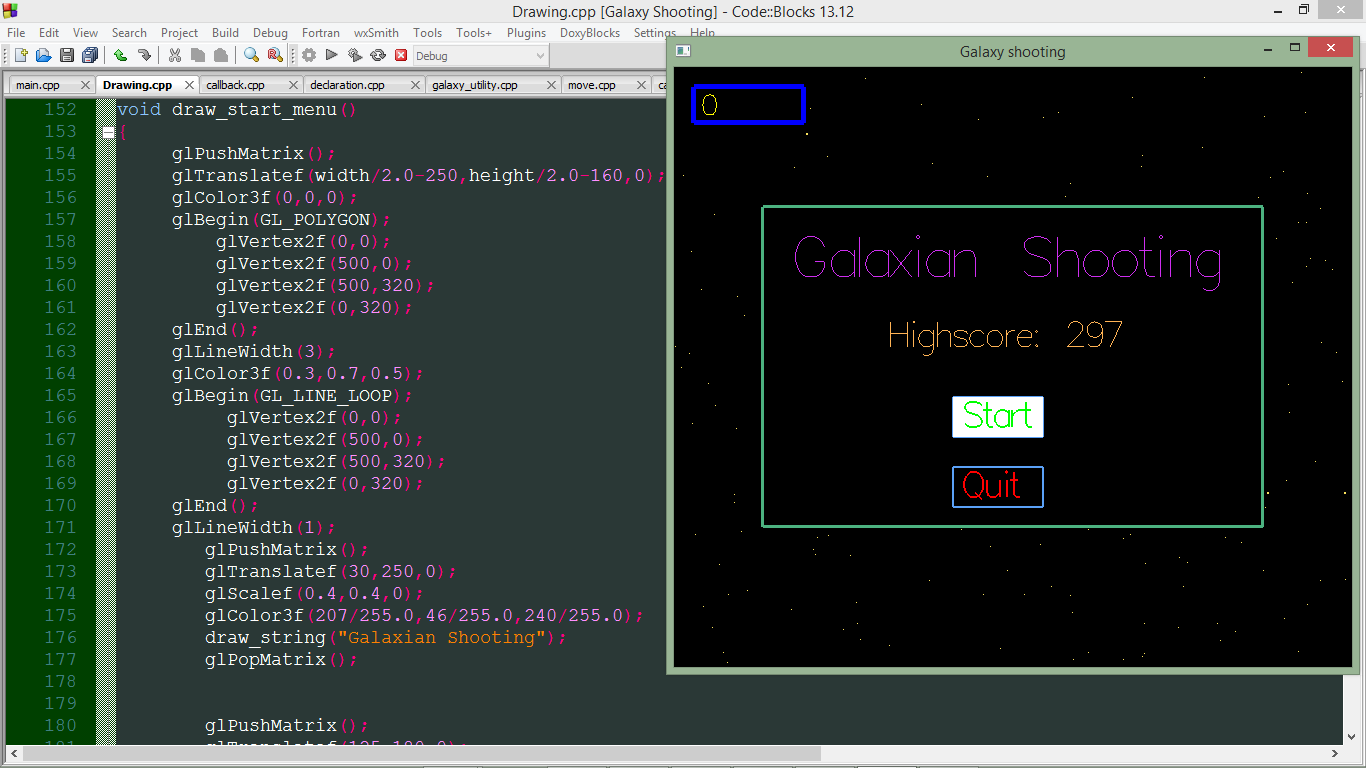 Drawing.cpp [Galaxy Shooting] - Code::Blocks 13.12
File Edit View Search Project Build Debug Fortran wxSmith Tools Tools+ Plugins DoxyBlocks Settings Help
Debug
main.cpp Drawing.cpp callback.cpp declaration.cpp galaxy_utility.cpp move.cpp
152 void draw_start_menu()
153 {
154 glPushMatrix();
155 glTranslatef(width/2.0-250,height/2.0-160,0);
156 glColor3f(0,0,0);
157 glBegin(GL_POLYGON);
158 glVertex2f(0,0);
159 glVertex2f(500,0);
160 glVertex2f(500,320);
161 glVertex2f(0,320);
162 glEnd();
163 glLineWidth(3);
164 glColor3f(0.3,0.7,0.5);
165 glBegin(GL_LINE_LOOP);
166 glVertex2f(0,0);
167 glVertex2f(500,0);
168 glVertex2f(500,320);
169 glVertex2f(0,320);
170 glEnd();
171 glLineWidth(1);
172 glPushMatrix();
173 glTranslatef(30,250,0);
174 glScalef(0.4,0.4,0);
175 glColor3f(207/255.0,46/255.0,240/255.0);
176 draw_string("Galaxian Shooting");
177 glPopMatrix();
178
179
180 glPushMatrix();
181 glTranslatef(125,180,0);
Galaxy shooting
0
Galaxian Shooting
Highscore: 297
Start
Quit